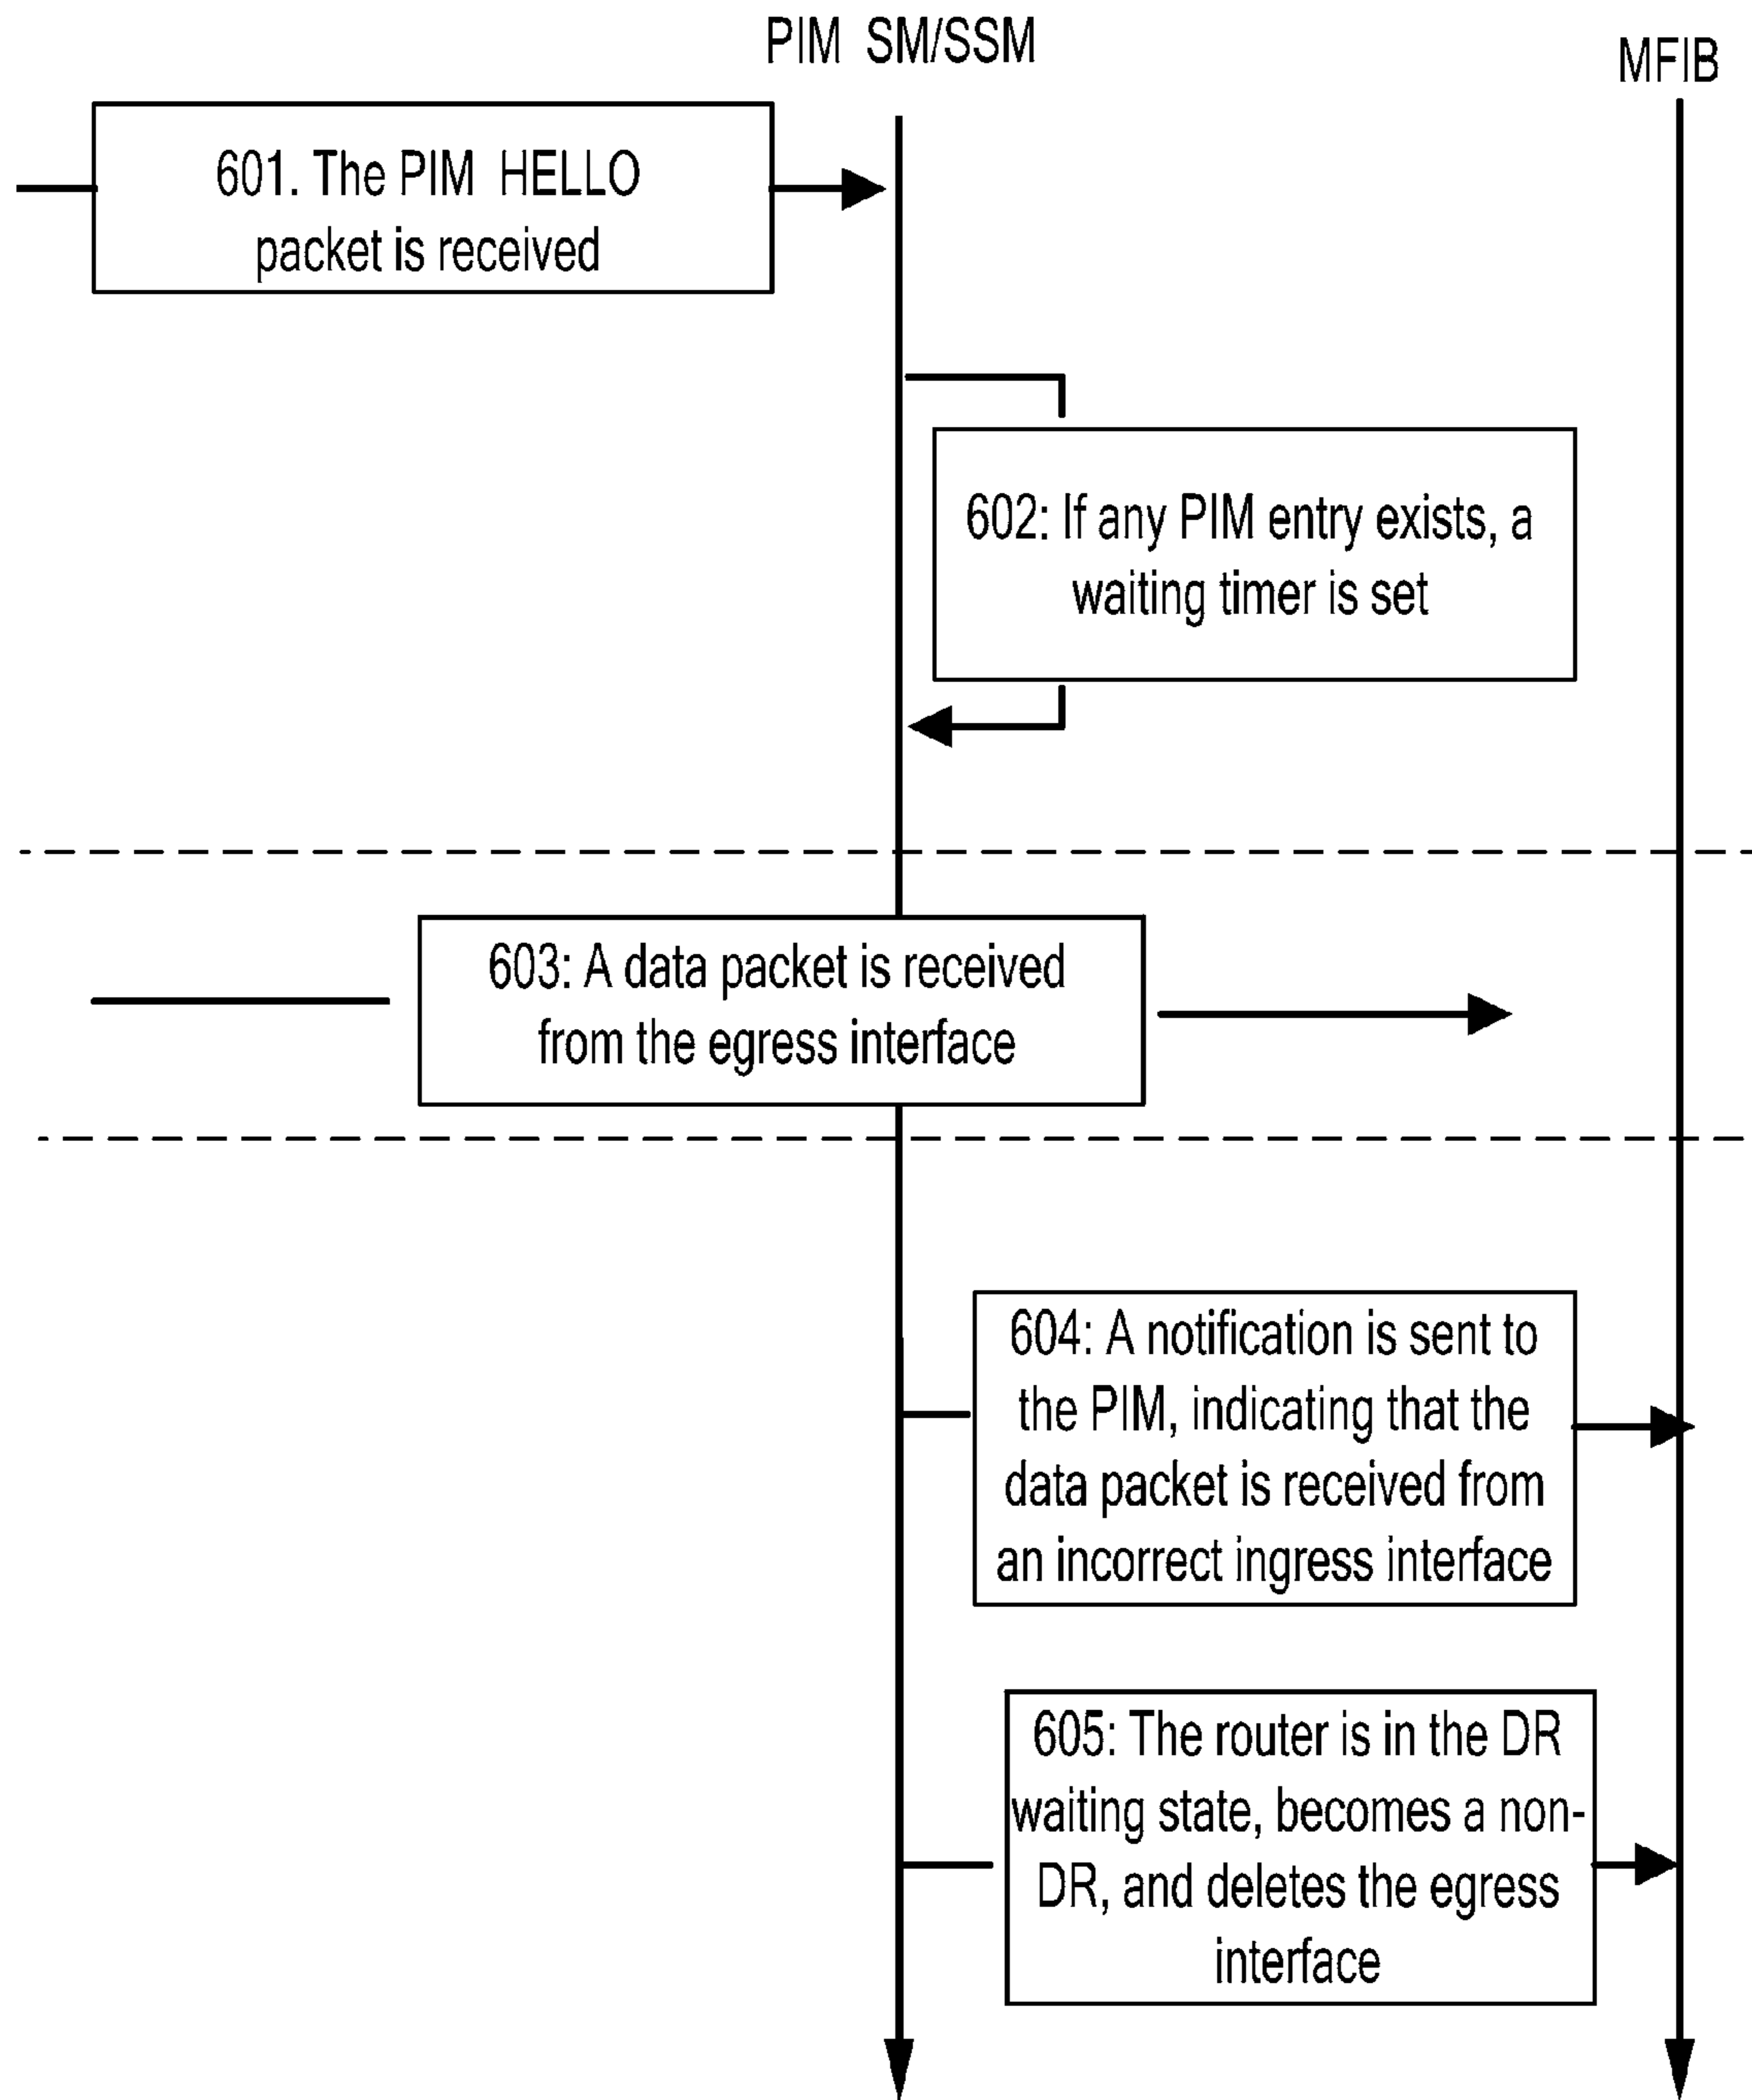 PIM SM/SSM
MFIB
601. The PIM HELLO
packet is received
602: If any PIM entry exists, a
waiting timer is set
603: A data packet is received
from the egress interface
604: A notification is sent to
the PIM, indicating that the
data packet is received from
an incorrect ingress interface
605: The router is in the DR
waiting state, becomes a non-
DR, and deletes the egress
interface